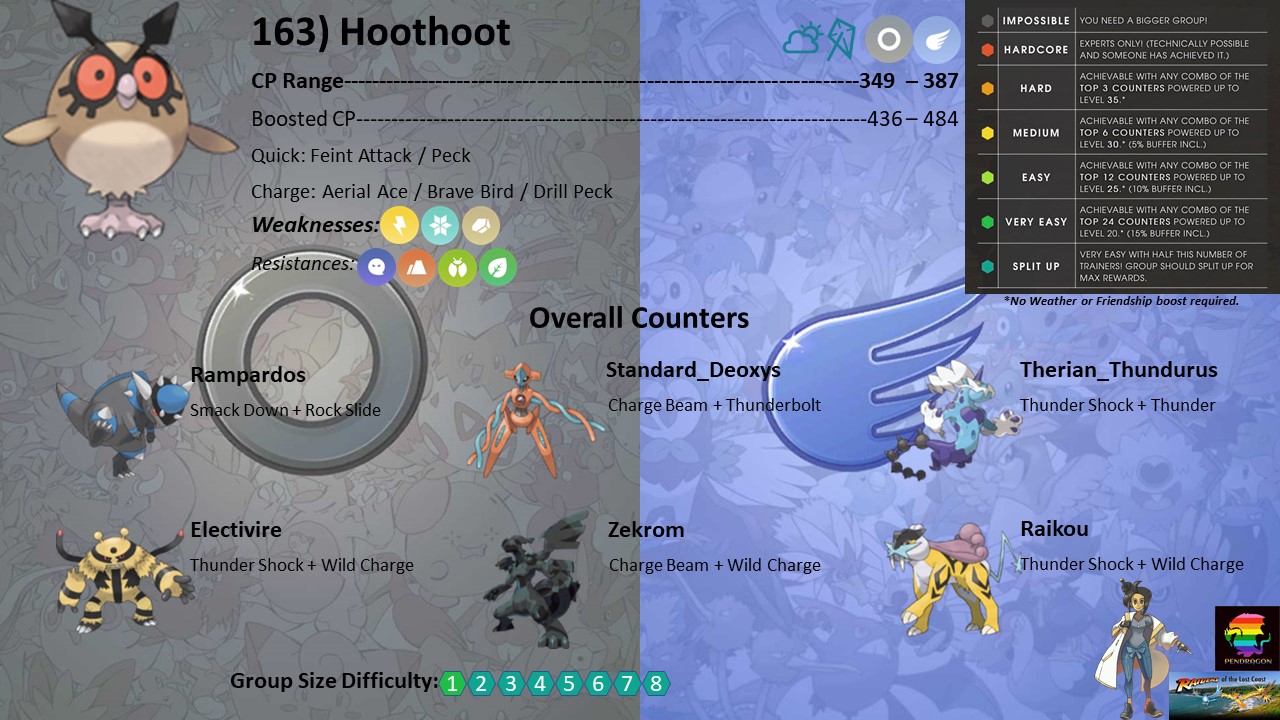 163) Hoothoot
CP Range---349 – 387
Boosted CP---436 – 484
Quick: Feint Attack / Peck
Charge: Aerial Ace / Brave Bird / Drill Peck
Weaknesses:
Resistances:
IMPOSSIBLE YOU NEED A BIGGER GROUP!
HARDCORE EXPERTS ONLY! (TECHNICALLY POSSIBLE
AND SOMEONE HAS ACHIEVED IT.)
HARD ACHIEVABLE WITH ANY COMBO OF THE
TOP 3 COUNTERS POWERED UP TO
LEVEL 35.*
MEDIUM ACHIEVABLE WITH ANY COMBO OF THE
TOP 6 COUNTERS POWERED UP TO
LEVEL 30.* (5% BUFFER INCL.)
EASY ACHIEVABLE WITH ANY COMBO OF THE
TOP 12 COUNTERS POWERED UP TO
LEVEL 25.* (10% BUFFER INCL.)
VERY EASY ACHIEVABLE WITH ANY COMBO OF THE
TOP 24 COUNTERS POWERED UP TO
LEVEL 20.* (15% BUFFER INCL.)
SPLIT UP VERY EASY WITH HALF THIS NUMBER OF
TRAINERS! GROUP SHOULD SPLIT UP FOR
MAX REWARDS.
*No Weather or Friendship boost required.
Overall Counters
Rampardos
Smack Down + Rock Slide
Standard_Deoxys
Charge Beam + Thunderbolt
Therian_Thundurus
Thunder Shock + Thunder
Electivire
Thunder Shock + Wild Charge
Zekrom
Charge Beam + Wild Charge
Raikou
Thunder Shock + Wild Charge
Group Size Difficulty: 1 2 3 4 5 6 7 8
PENDRAGON
RAIDERS of the Lost Coast